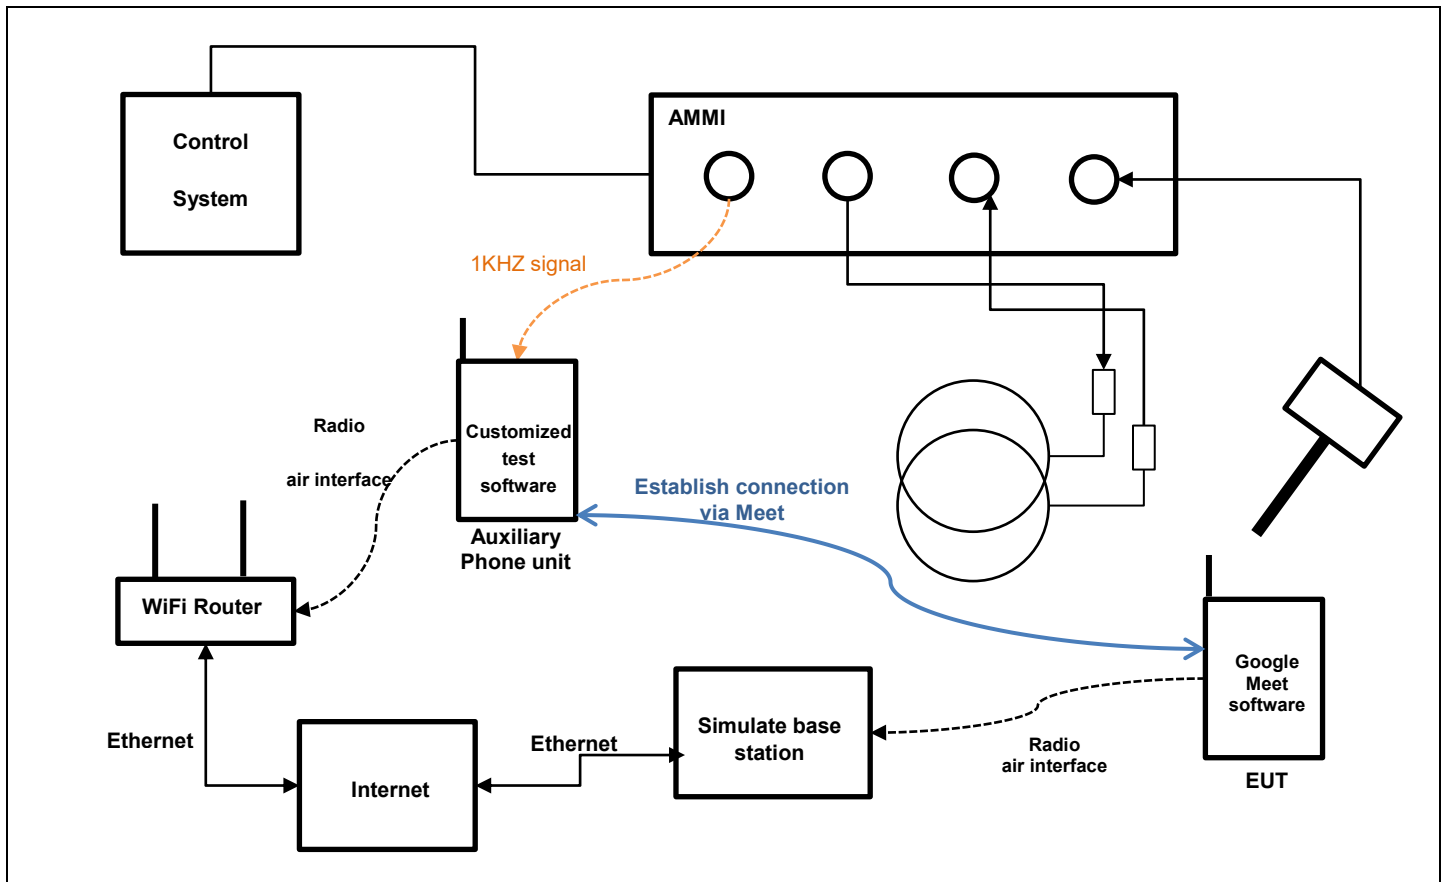 Control
System
AMMI
1KHZ signal
Radio
air interface
Customized
test
software
Auxiliary
Phone unit
Establish connection
via Meet
WiFi Router
Ethernet
Internet
Ethernet
Simulate base
station
Radio
air interface
Google
Meet
software
EUT